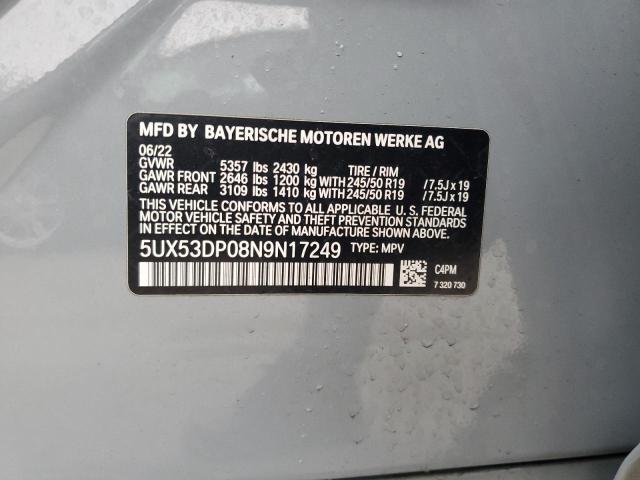 MFD BY BAYERISCHE MOTOREN WERKE AG
06/22
GVWR 5357 lbs 2430 kg TIRE / RIM
GAWR FRONT 2646 lbs 1200 kg WITH 245/50 R19 /7.5J x 19
GAWR REAR 3109 lbs 1410 kg WITH 245/50 R19 /7.5J x 19
THIS VEHICLE CONFORMS TO ALL APPLICABLE U. S. FEDERAL
MOTOR VEHICLE SAFETY BUMPER AND THEFT PREVENTION STANDARDS
IN EFFECT ON THE DATE OF MANUFACTURE SHOWN ABOVE.
5UX53DP08N9N17249 TYPE: MPV
C4PM
7 320 730